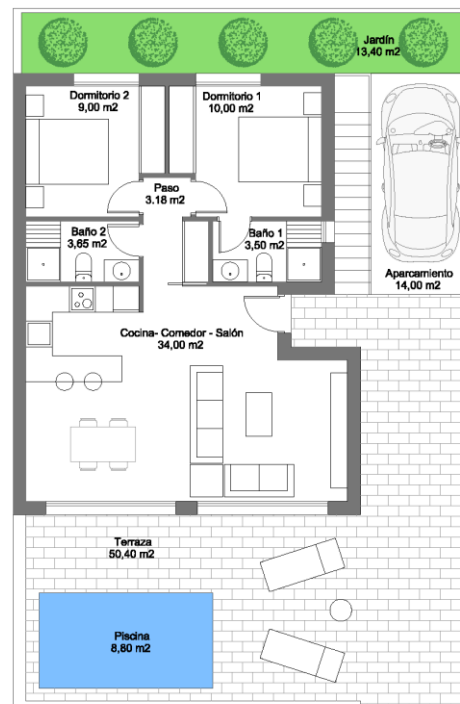 Jardín
13,40 m2
Dormitorio 2
9,00 m2
Dormitorio 1
10,00 m2
Paso
3.18 m2
Baño 2
3,65 m2
Baño 1
3,50 m2
Aparcamiento
14,00 m2
Cocina- Comedor - Salón
34,00 m2
Terraza
50,40 m2
Piscina
8,80 m2